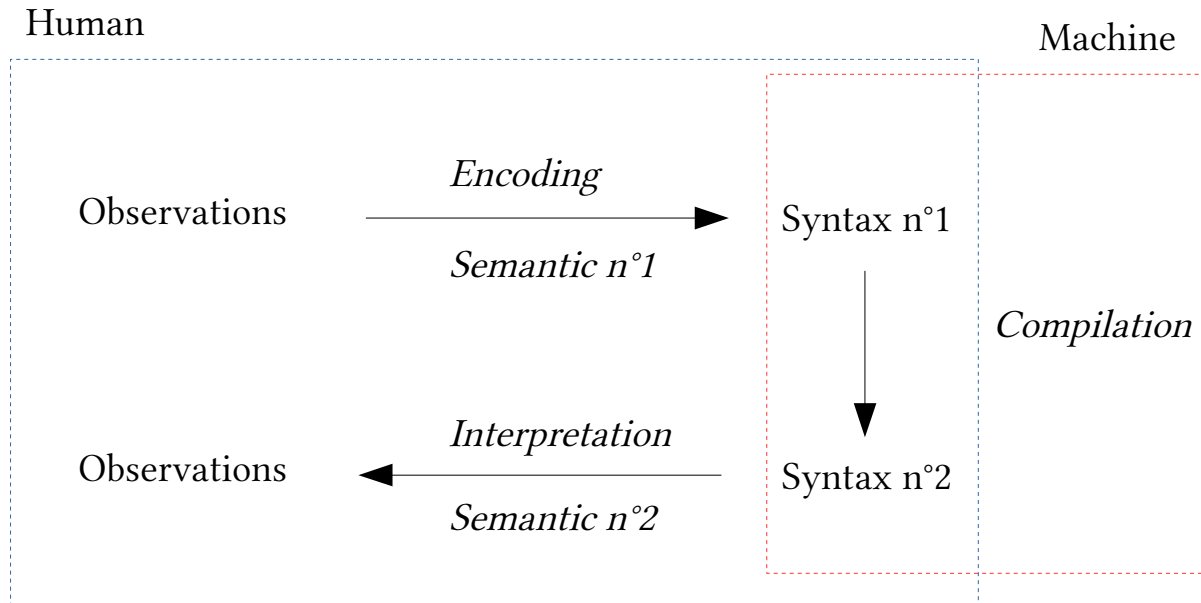 Human
Machine
Encoding
Observations
Syntax n°1
Semantic n°1
Compilation
Interpretation
Observations
Syntax n°2
Semantic n°2